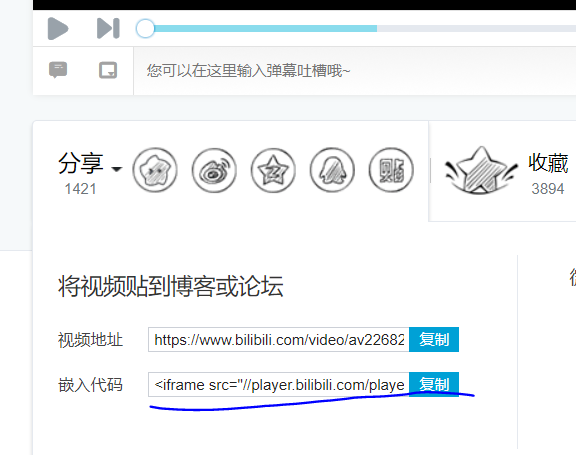 您可以在这里输入弹幕吐槽哦~
分享
1421
贴
收藏
3894
将视频贴到博客或论坛
视频地址 https://www.bilibili.com/video/av22682 复制
嵌入代码 <iframe src="//player.bilibili.com/playe 复制